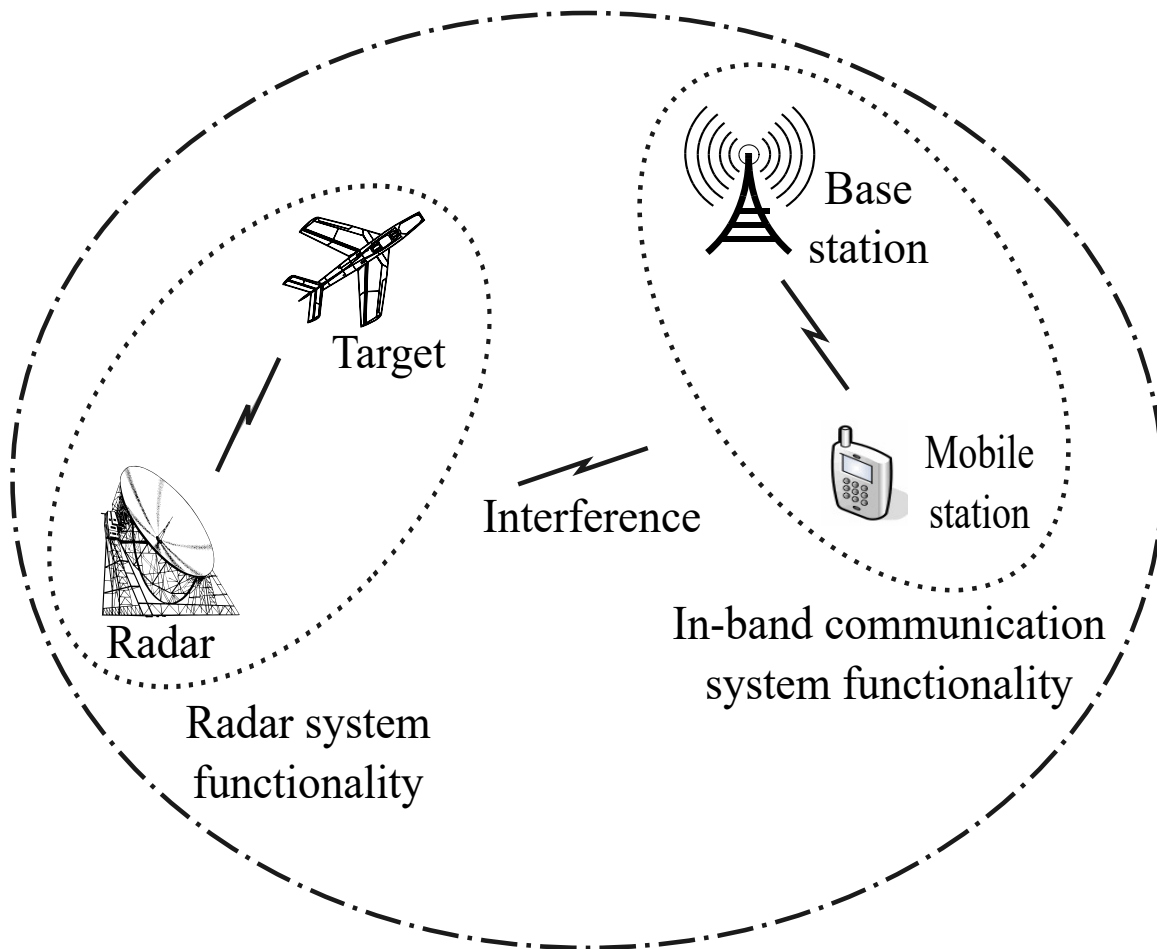 Base
station
Target
Mobile
station
Interference
Radar
In-band communication
system functionality
Radar system
functionality